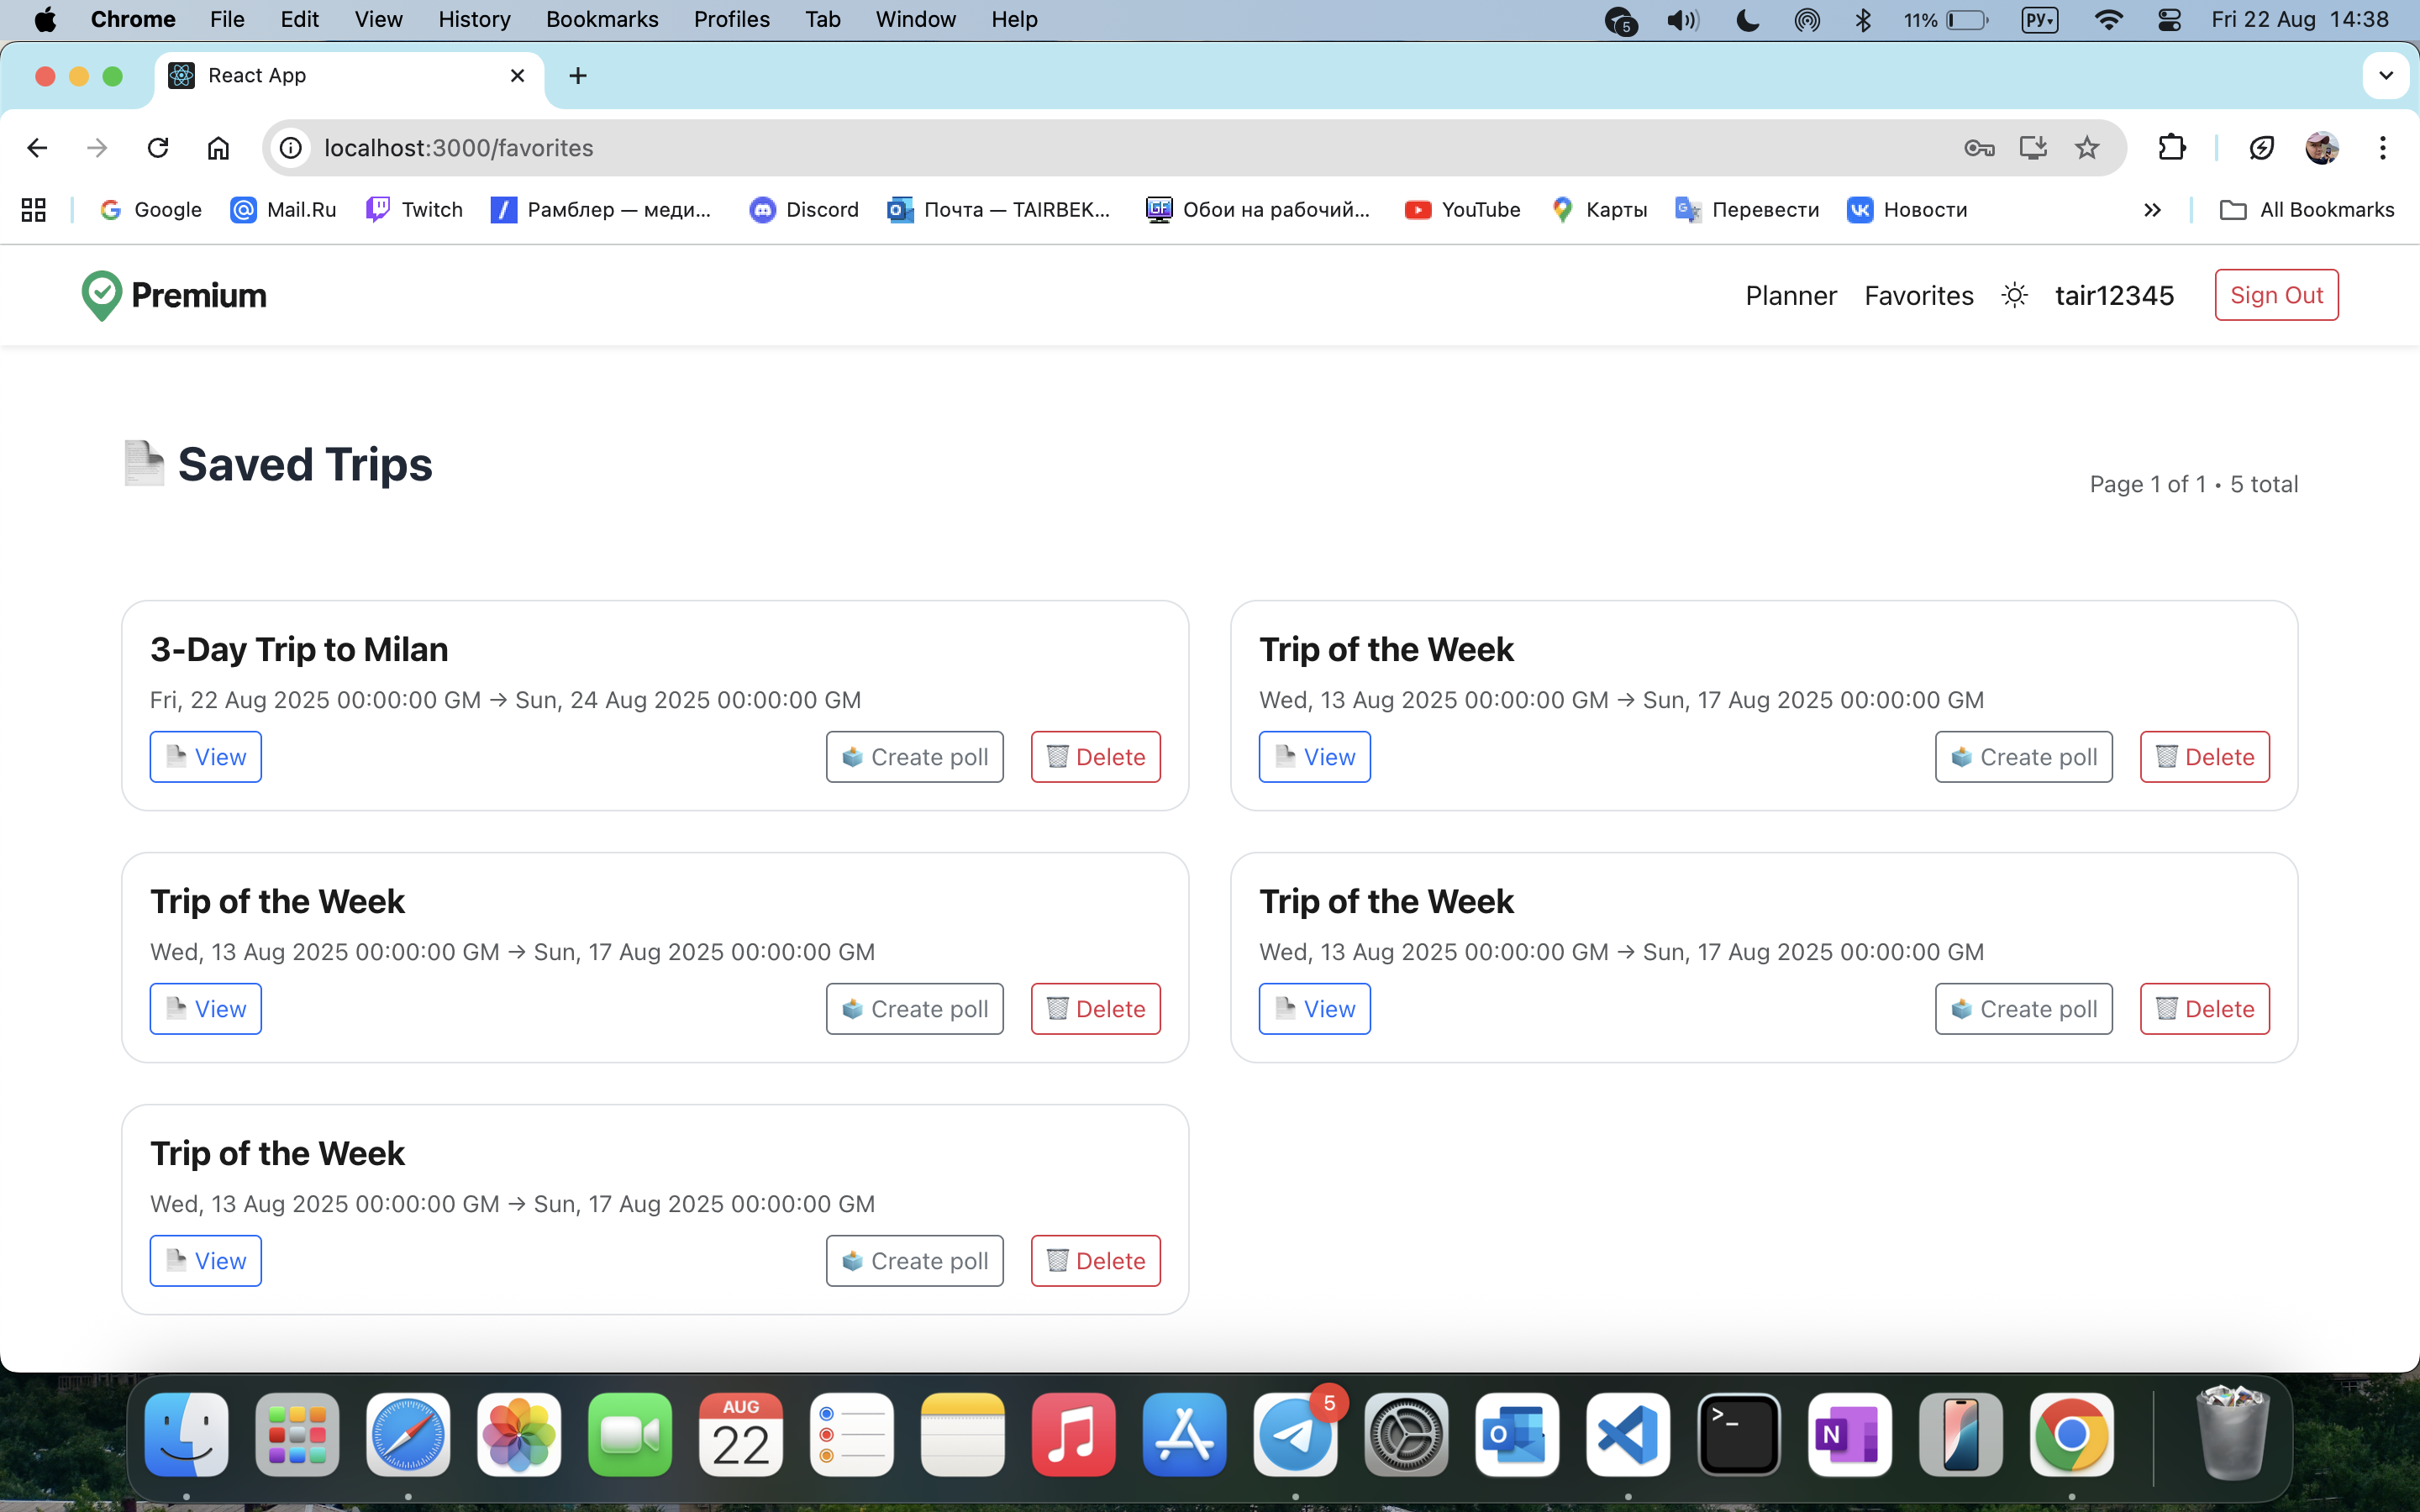 Chrome File Edit View History Bookmarks Profiles Tab Window Help 5 11% РУ Fri 22 Aug 14:38
React App
localhost:3000/favorites
Google Mail.Ru Twitch Рамблер — меди... Discord Почта — TAIRBEK... Обои на рабочий... YouTube Карты Перевести Новости » All Bookmarks
Premium Planner Favorites tair12345 Sign Out
Saved Trips
Page 1 of 1 • 5 total
3-Day Trip to Milan
Fri, 22 Aug 2025 00:00:00 GM → Sun, 24 Aug 2025 00:00:00 GM
View Create poll Delete
Trip of the Week
Wed, 13 Aug 2025 00:00:00 GM → Sun, 17 Aug 2025 00:00:00 GM
View Create poll Delete
Trip of the Week
Wed, 13 Aug 2025 00:00:00 GM → Sun, 17 Aug 2025 00:00:00 GM
View Create poll Delete
Trip of the Week
Wed, 13 Aug 2025 00:00:00 GM → Sun, 17 Aug 2025 00:00:00 GM
View Create poll Delete
Trip of the Week
Wed, 13 Aug 2025 00:00:00 GM → Sun, 17 Aug 2025 00:00:00 GM
View Create poll Delete
AUG
22
5